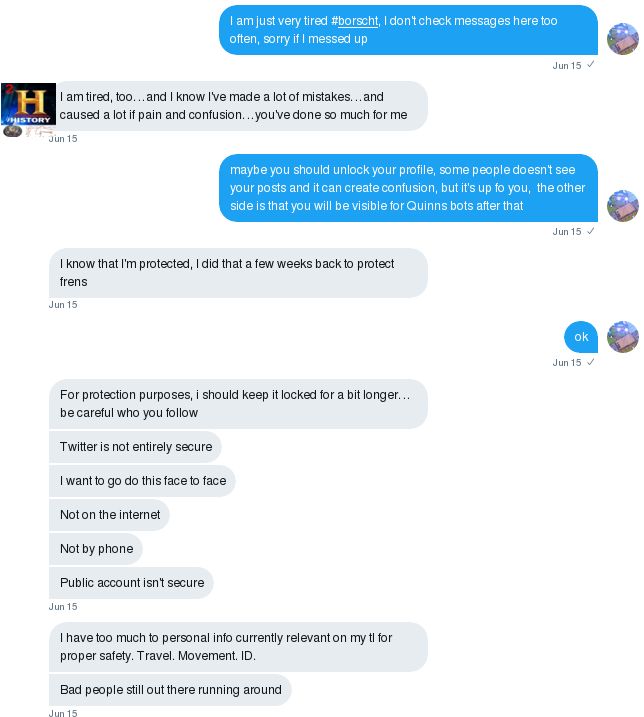 I am just very tired #borscht, I don't check messages here too
often, sorry if I messed up
Jun 15 ✓
2 H
HISTORY
I am tired, too…and I know I've made a lot of mistakes…and
caused a lot if pain and confusion…you've done so much for me
Jun 15
maybe you should unlock your profile, some people doesn't see
your posts and it can create confusion, but it's up fo you, the other
side is that you will be visible for Quinns bots after that
Jun 15 ✓
I know that I'm protected, I did that a few weeks back to protect
frens
Jun 15
ok
Jun 15 ✓
For protection purposes, i should keep it locked for a bit longer…
be careful who you follow
Twitter is not entirely secure
I want to go do this face to face
Not on the internet
Not by phone
Public account isn't secure
Jun 15
I have too much to personal info currently relevant on my tl for
proper safety. Travel. Movement. ID.
Bad people still out there running around
Jun 15